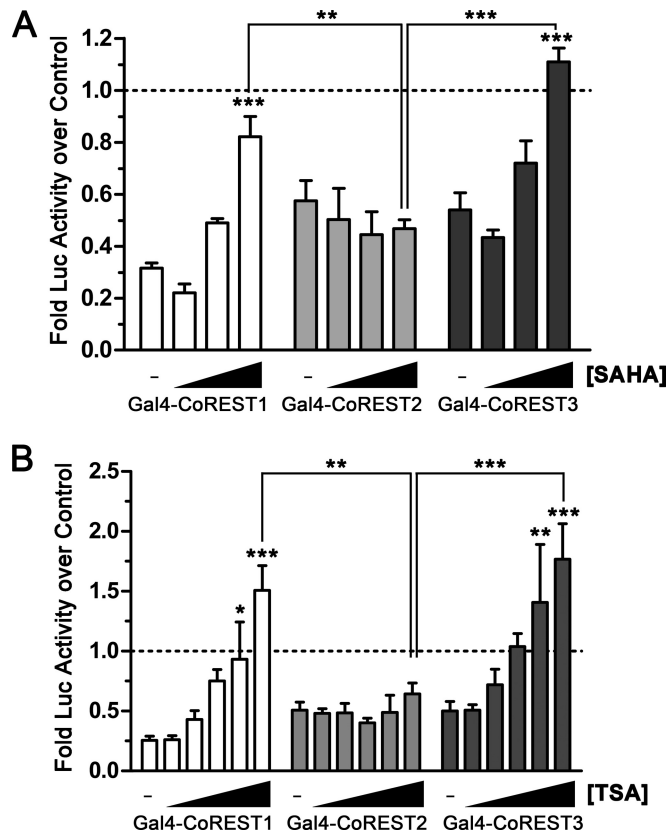 A
** ***
Fold Luc Activity over Control
1.2
1.0
0.8
0.6
0.4
0.2
0.0
*** ***
– – – [SAHA]
Gal4-CoREST1 Gal4-CoREST2 Gal4-CoREST3
B
** ***
Fold Luc Activity over Control
2.5
2.0
1.5
1.0
0.5
0.0
* *** ** ***
– – – [TSA]
Gal4-CoREST1 Gal4-CoREST2 Gal4-CoREST3